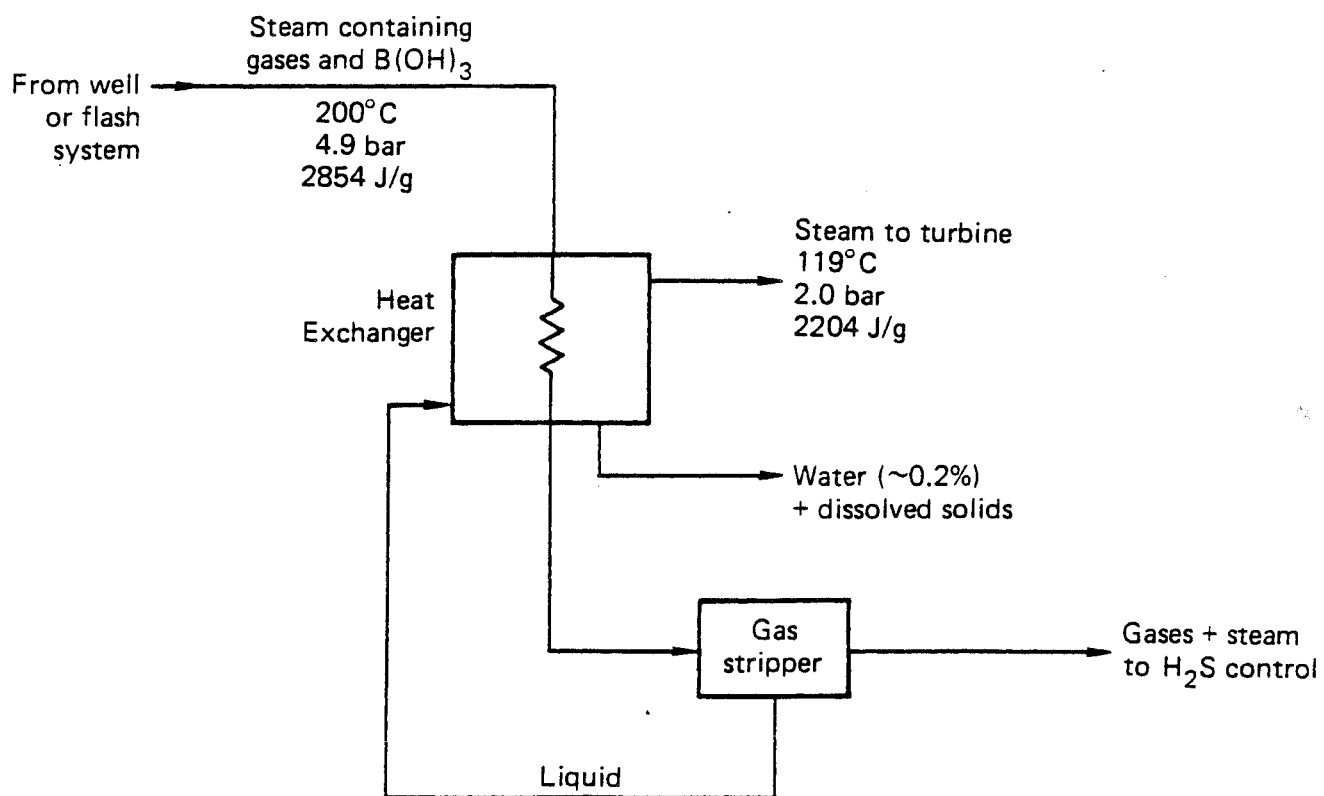 Steam containing
gases and B(OH)3
From well
or flash
system
200°C
4.9 bar
2854 J/g
Steam to turbine
119°C
2.0 bar
2204 J/g
Heat
Exchanger
Water (~0.2%)
+ dissolved solids
Gas
stripper
Gases + steam
to H2S control
Liquid